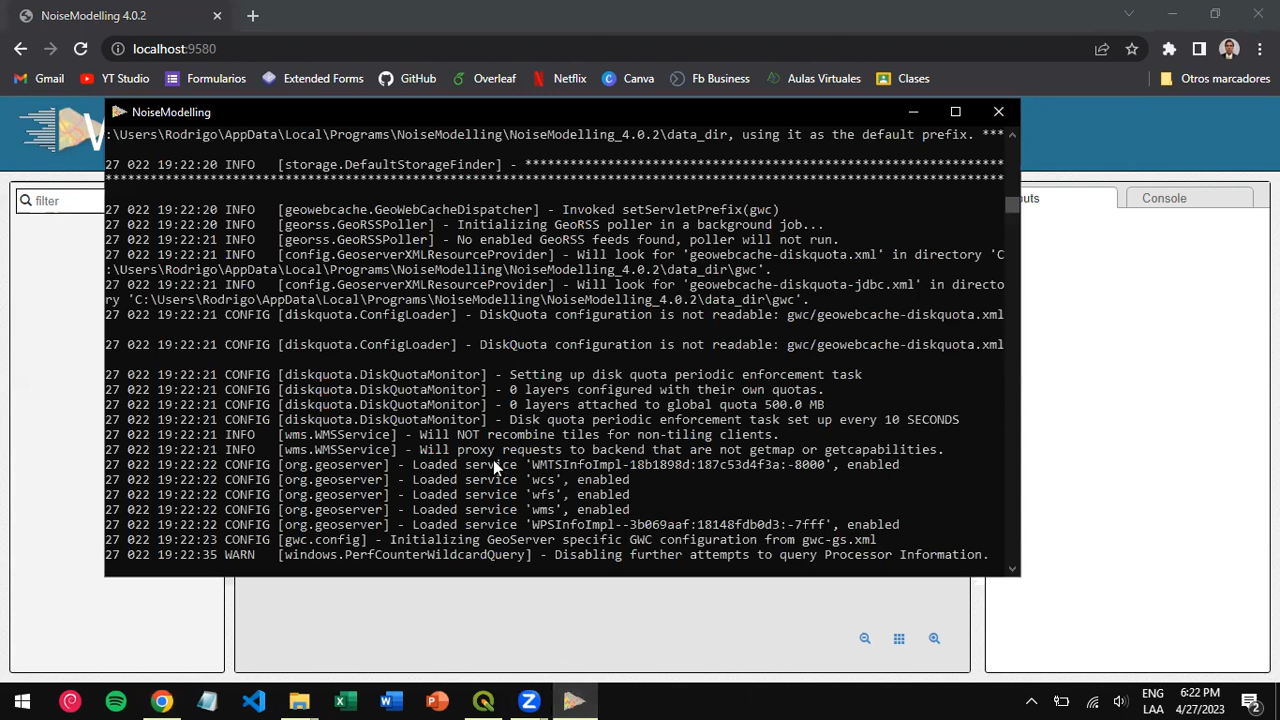 NoiseModelling 4.0.2
localhost:9580
Gmail
YT Studio
Formularios
Extended Forms
GitHub
Overleaf
Netflix
Canva
Fb Business
Aulas Virtuales
Clases
Otros marcadores
NoiseModelling
:\Users\Rodrigo\AppData\Local\Programs\NoiseModelling\NoiseModelling_4.0.2\data_dir, using it as the default prefix. ***
27 022 19:22:20 INFO [storage.DefaultStorageFinder] - ****************************************************************
************************************************************************************************************************
27 022 19:22:20 INFO [geowebcache.GeoWebCacheDispatcher] - Invoked setServletPrefix(gwc)
27 022 19:22:20 INFO [georss.GeoRSSPoller] - Initializing GeoRSS poller in a background job...
27 022 19:22:21 INFO [georss.GeoRSSPoller] - No enabled GeoRSS feeds found, poller will not run.
27 022 19:22:21 INFO [config.GeoserverXMLResourceProvider] - Will look for 'geowebcache-diskquota.xml' in directory 'C
:\Users\Rodrigo\AppData\Local\Programs\NoiseModelling\NoiseModelling_4.0.2\data_dir\gwc'.
27 022 19:22:21 INFO [config.GeoserverXMLResourceProvider] - Will look for 'geowebcache-diskquota-jdbc.xml' in directo
ry 'C:\Users\Rodrigo\AppData\Local\Programs\NoiseModelling\NoiseModelling_4.0.2\data_dir\gwc'.
27 022 19:22:21 CONFIG [diskquota.ConfigLoader] - DiskQuota configuration is not readable: gwc/geowebcache-diskquota.xml
27 022 19:22:21 CONFIG [diskquota.ConfigLoader] - DiskQuota configuration is not readable: gwc/geowebcache-diskquota.xml
27 022 19:22:21 CONFIG [diskquota.DiskQuotaMonitor] - Setting up disk quota periodic enforcement task
27 022 19:22:21 CONFIG [diskquota.DiskQuotaMonitor] - 0 layers configured with their own quotas.
27 022 19:22:21 CONFIG [diskquota.DiskQuotaMonitor] - 0 layers attached to global quota 500.0 MB
27 022 19:22:21 CONFIG [diskquota.DiskQuotaMonitor] - Disk quota periodic enforcement task set up every 10 SECONDS
27 022 19:22:21 INFO [wms.WMSService] - Will NOT recombine tiles for non-tiling clients.
27 022 19:22:21 INFO [wms.WMSService] - Will proxy requests to backend that are not getmap or getcapabilities.
27 022 19:22:22 CONFIG [org.geoserver] - Loaded service 'WMTSInfoImpl-18b1898d:187c53d4f3a:-8000', enabled
27 022 19:22:22 CONFIG [org.geoserver] - Loaded service 'wcs', enabled
27 022 19:22:22 CONFIG [org.geoserver] - Loaded service 'wfs', enabled
27 022 19:22:22 CONFIG [org.geoserver] - Loaded service 'wms', enabled
27 022 19:22:22 CONFIG [org.geoserver] - Loaded service 'WPSInfoImpl--3b069aaf:18148fdb0d3:-7fff', enabled
27 022 19:22:23 CONFIG [gwc.config] - Initializing GeoServer specific GWC configuration from gwc-gs.xml
27 022 19:22:35 WARN [windows.PerfCounterWildcardQuery] - Disabling further attempts to query Processor Information.
filter
Console
ENG
LAA
6:22 PM
4/27/2023
2